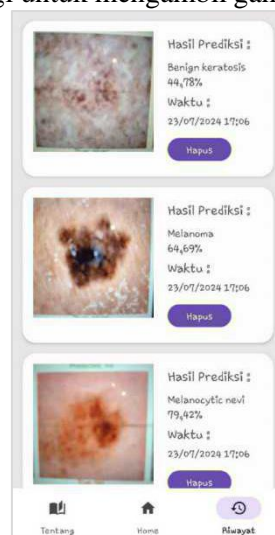 Hasil Prediksi :
Benign keratosis
44,78%
Waktu :
23/07/2024 17:06
Hapus
Hasil Prediksi :
Melanoma
64,69%
Waktu :
23/07/2024 17:06
Hapus
Hasil Prediksi :
Melanocytic nevi
79,42%
Waktu :
23/07/2024 17:06
Hapus
Tentang
Home
Riwayat